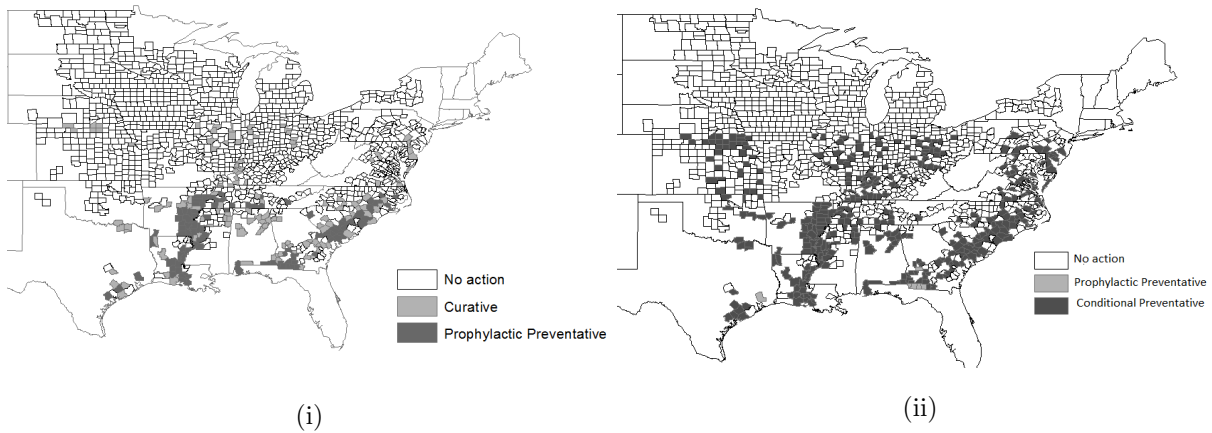 No action
Curative
Prophylactic Preventative
(i)
No action
Prophylactic Preventative
Conditional Preventative
(ii)